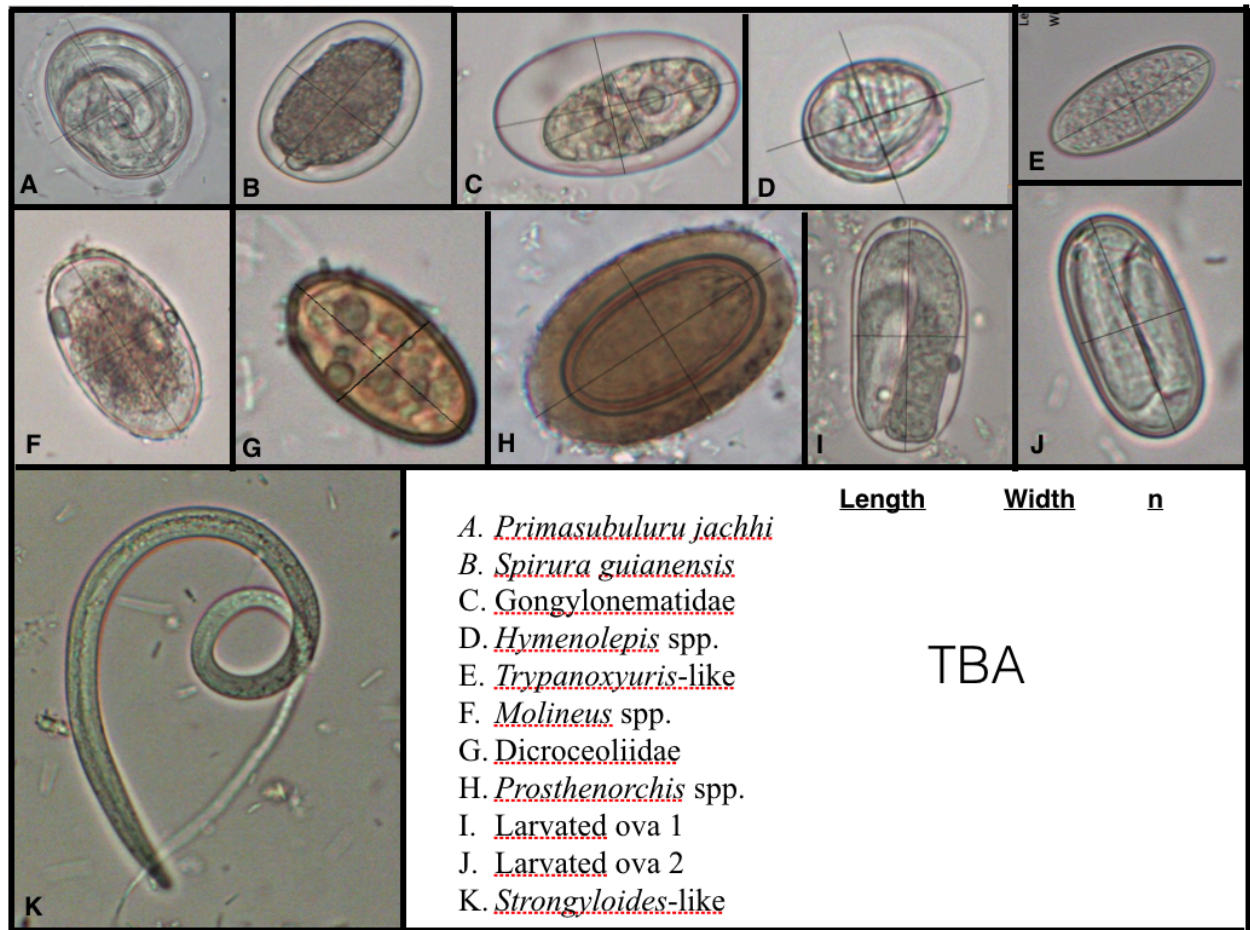 A
B
C
D
Le
W
E
F
G
H
I
J
K
Length Width n
A. Primasubuluru jachhi
B. Spirura guianensis
C. Gongylonematidae
D. Hymenolepis spp.
E. Trypanoxyuris-like
F. Molineus spp.
G. Dicroceoliidae
H. Prosthenorchis spp.
I. Larvated ova 1
J. Larvated ova 2
K. Strongyloides-like
TBA